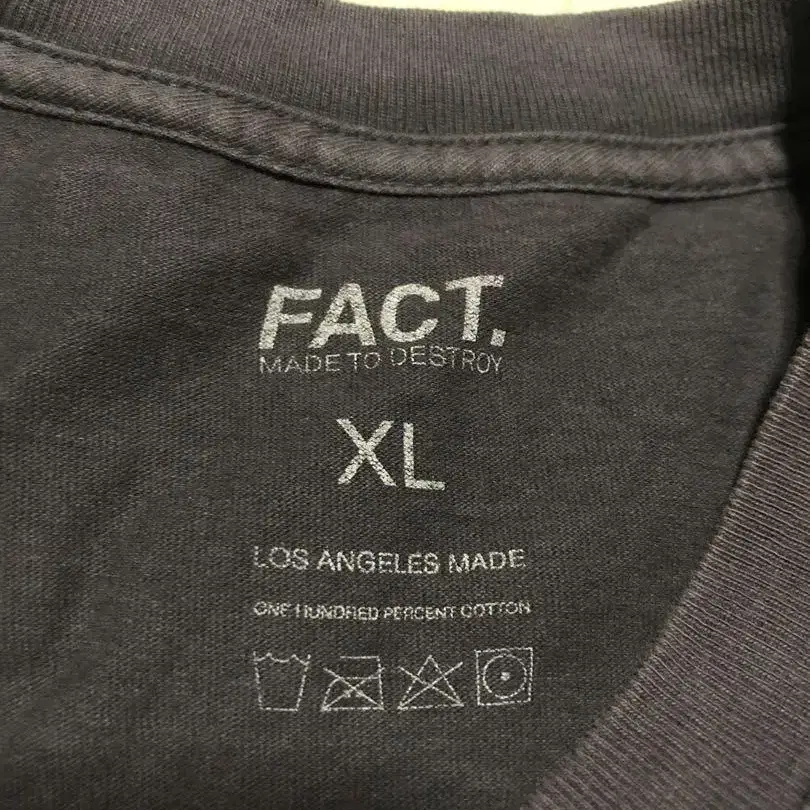 FACT.
MADE TO DESTROY
XL
LOS ANGELES MADE
ONE HUNDRED PERCENT COTTON